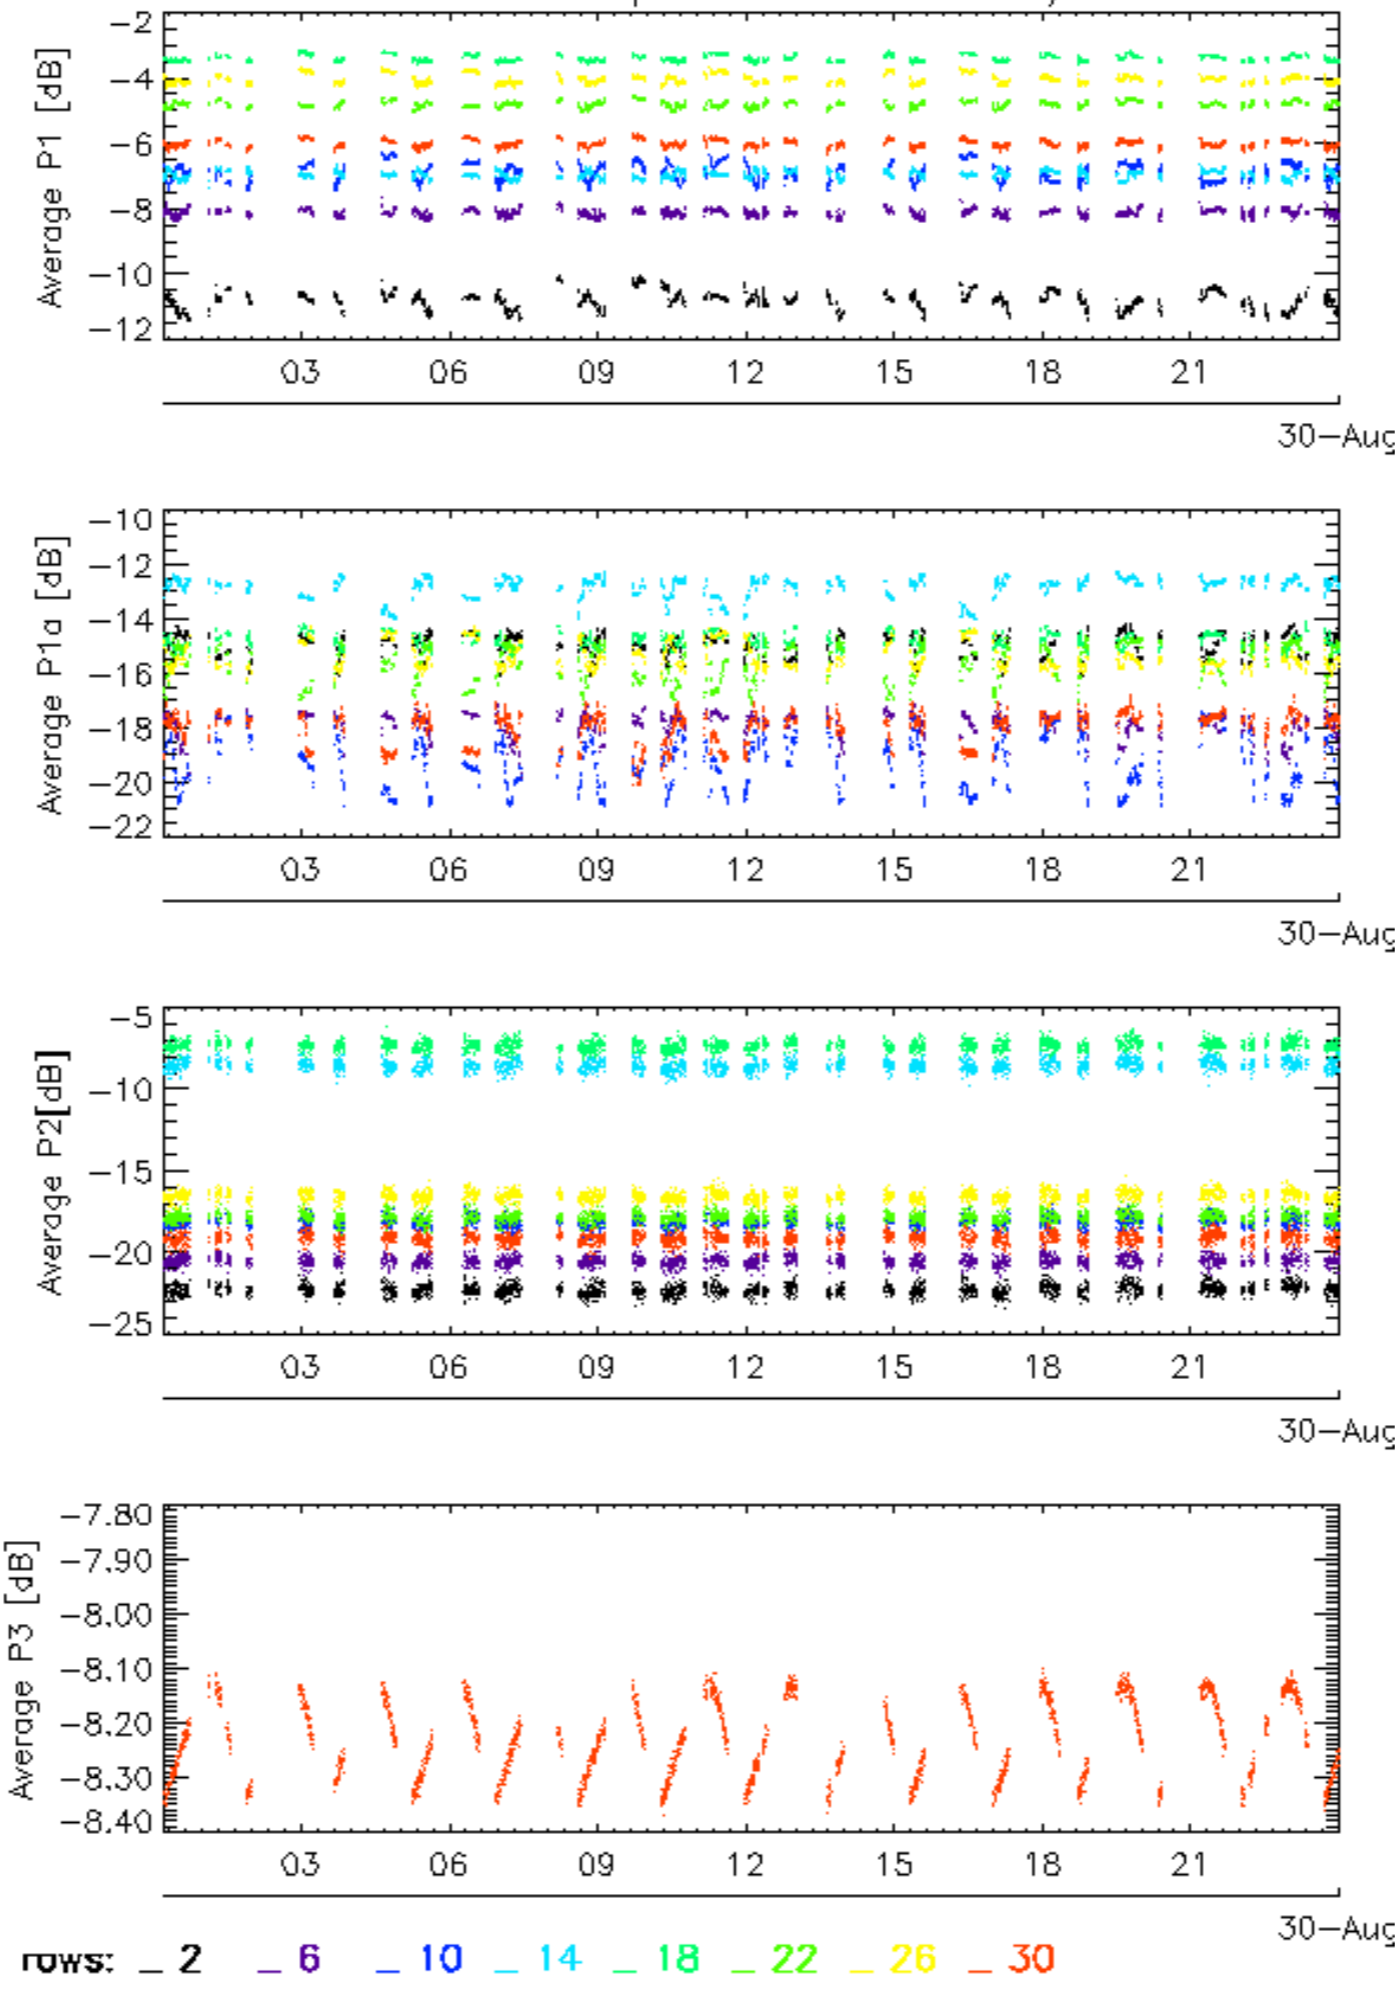 Average P1 [dB]
−2
−4
−6
−8
−10
−12
03 06 09 12 15 18 21
30−Aug
Average P1a [dB]
−10
−12
−14
−16
−18
−20
−22
03 06 09 12 15 18 21
30−Aug
Average P2[dB]
−5
−10
−15
−20
−25
03 06 09 12 15 18 21
30−Aug
Average P3 [dB]
−7.80
−7.90
−8.00
−8.10
−8.20
−8.30
−8.40
03 06 09 12 15 18 21
30−Aug
rows: _ 2 _ 6 _ 10 _ 14 _ 18 _ 22 _ 26 _ 30